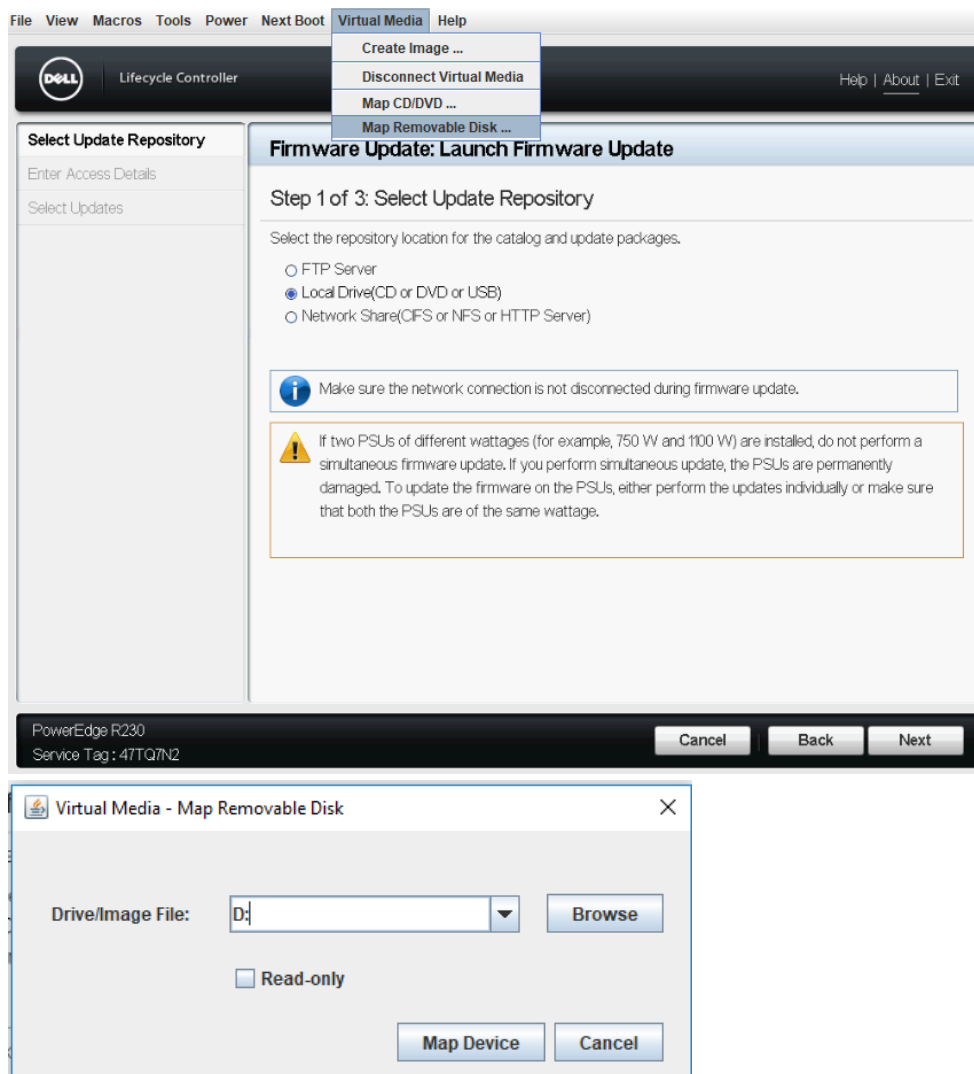 File View Macros Tools Power Next Boot Virtual Media Help
Create Image ...
Disconnect Virtual Media
Map CD/DVD ...
Map Removable Disk ...
DELL
Lifecycle Controller
Help | About | Exit
Select Update Repository
Enter Access Details
Select Updates
Firmware Update: Launch Firmware Update
Step 1 of 3: Select Update Repository
Select the repository location for the catalog and update packages.
FTP Server
Local Drive(CD or DVD or USB)
Network Share(CIFS or NFS or HTTP Server)
Make sure the network connection is not disconnected during firmware update.
If two PSUs of different wattages (for example, 750 W and 1100 W) are installed, do not perform a
simultaneous firmware update. If you perform simultaneous update, the PSUs are permanently
damaged. To update the firmware on the PSUs, either perform the updates individually or make sure
that both the PSUs are of the same wattage.
PowerEdge R230
Service Tag : 47TQ7N2
Cancel Back Next
Virtual Media - Map Removable Disk
Drive/Image File: D: Browse
Read-only
Map Device Cancel